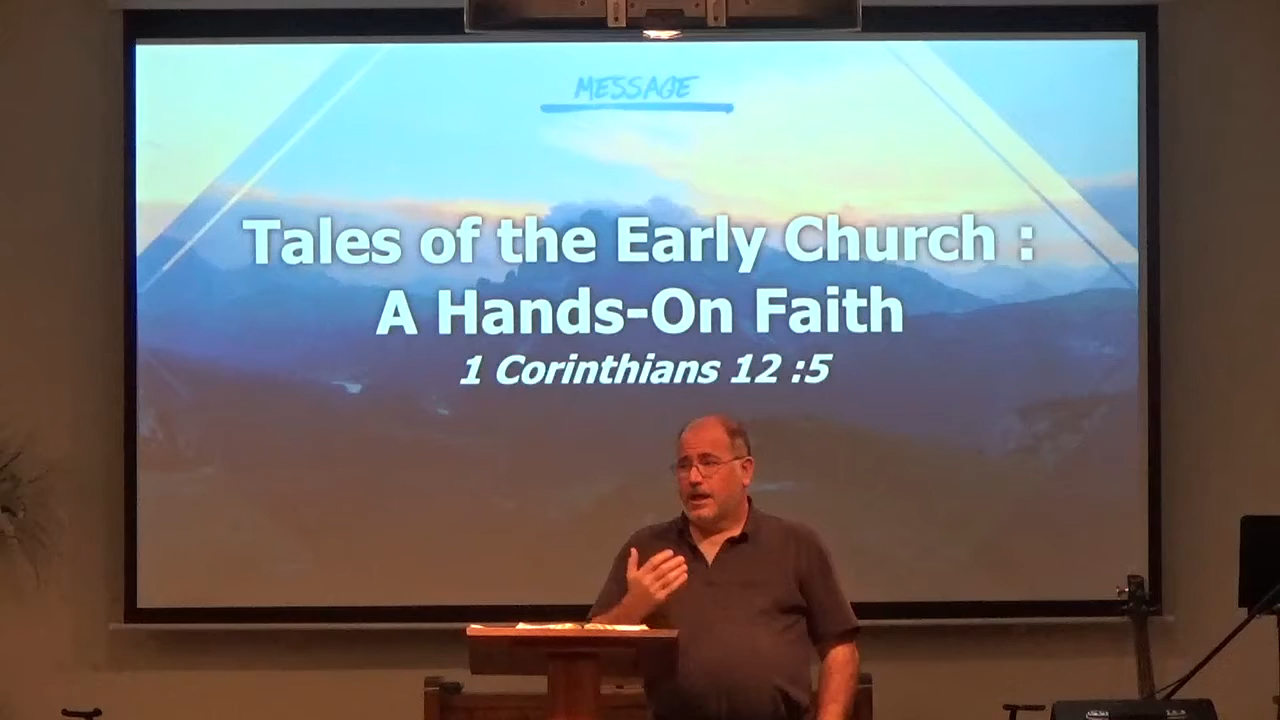 MESSAGE
Tales of the Early Church :
A Hands-On Faith
1 Corinthians 12 :5